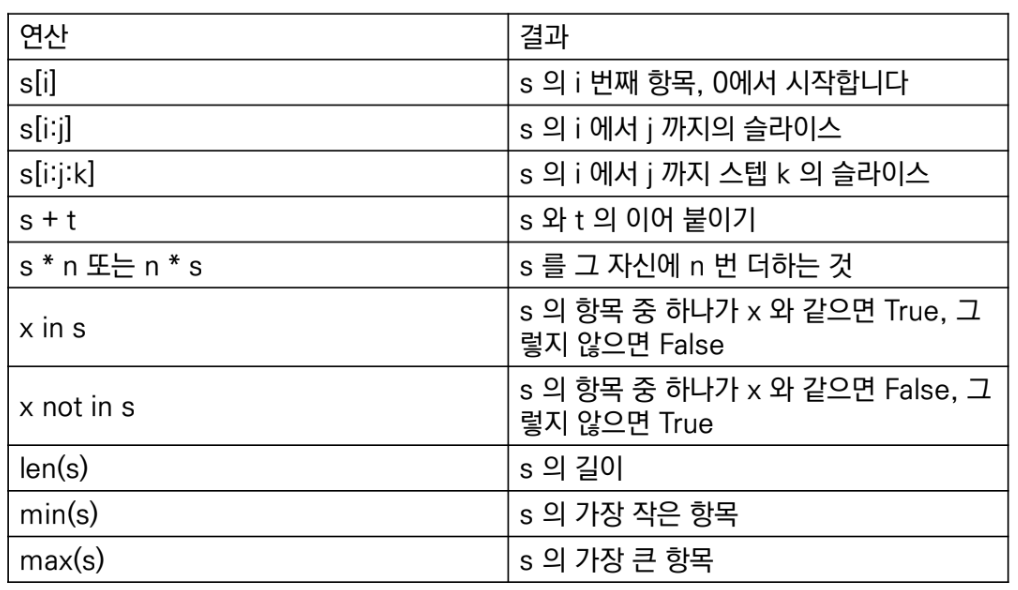 연산
결과
s[i]
s 의 i 번째 항목, 0에서 시작합니다
s[i:j]
s 의 i 에서 j 까지의 슬라이스
s[i:j:k]
s 의 i 에서 j 까지 스텝 k 의 슬라이스
s + t
s 와 t 의 이어 붙이기
s * n 또는 n * s
s 를 그 자신에 n 번 더하는 것
x in s
s 의 항목 중 하나가 x 와 같으면 True, 그
렇지 않으면 False
x not in s
s 의 항목 중 하나가 x 와 같으면 False, 그
렇지 않으면 True
len(s)
s 의 길이
min(s)
s 의 가장 작은 항목
max(s)
s 의 가장 큰 항목